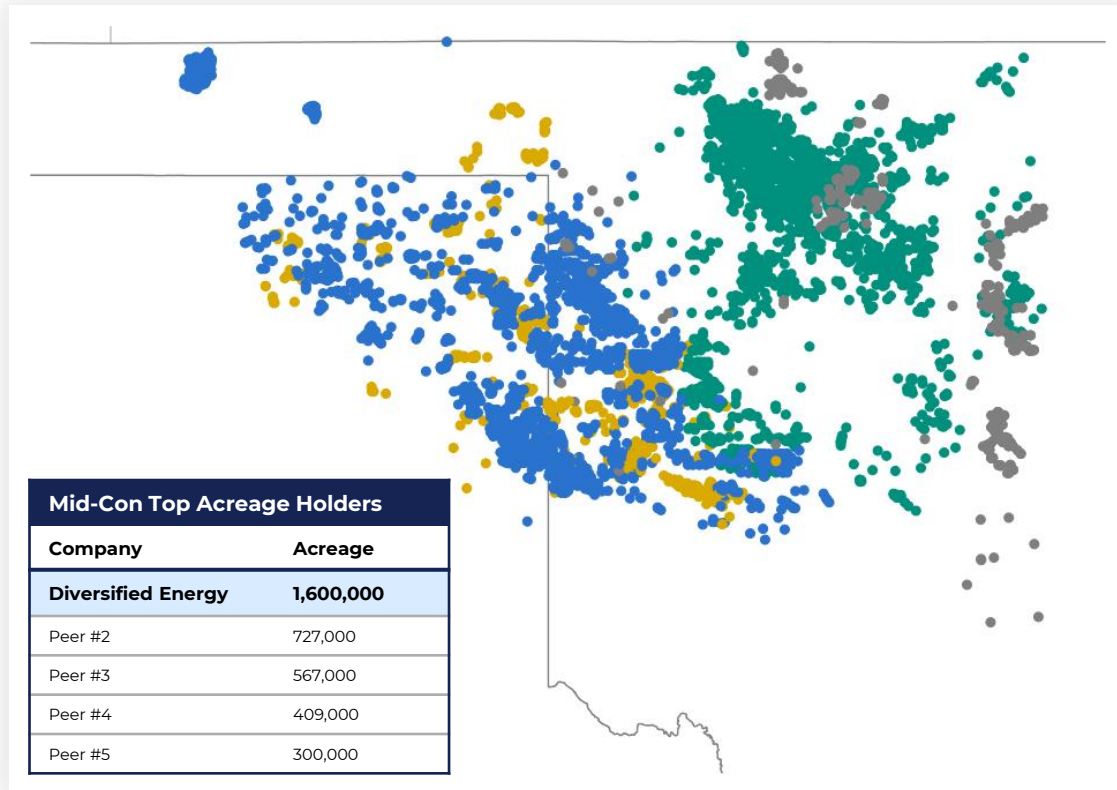 Mid-Con Top Acreage Holders
Company Acreage
Diversified Energy 1,600,000
Peer #2 727,000
Peer #3 567,000
Peer #4 409,000
Peer #5 300,000